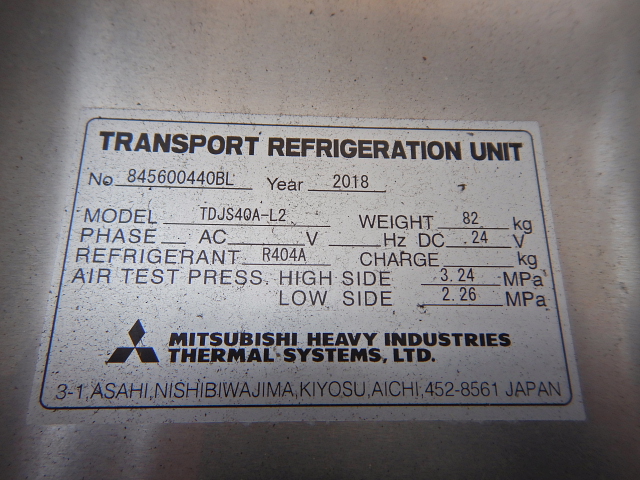 TRANSPORT REFRIGERATION UNIT
No 845600440BL Year 2018
MODEL TDJS40A-L2 WEIGHT 82 kg
PHASE AC V Hz DC 24 V
REFRIGERANT R404A CHARGE kg
AIR TEST PRESS. HIGH SIDE 3.24 MPa
LOW SIDE 2.26 MPa
MITSUBISHI HEAVY INDUSTRIES
THERMAL SYSTEMS, LTD.
3-1,ASAHI,NISHIBIWAJIMA,KIYOSU,AICHI,452-8561 JAPAN